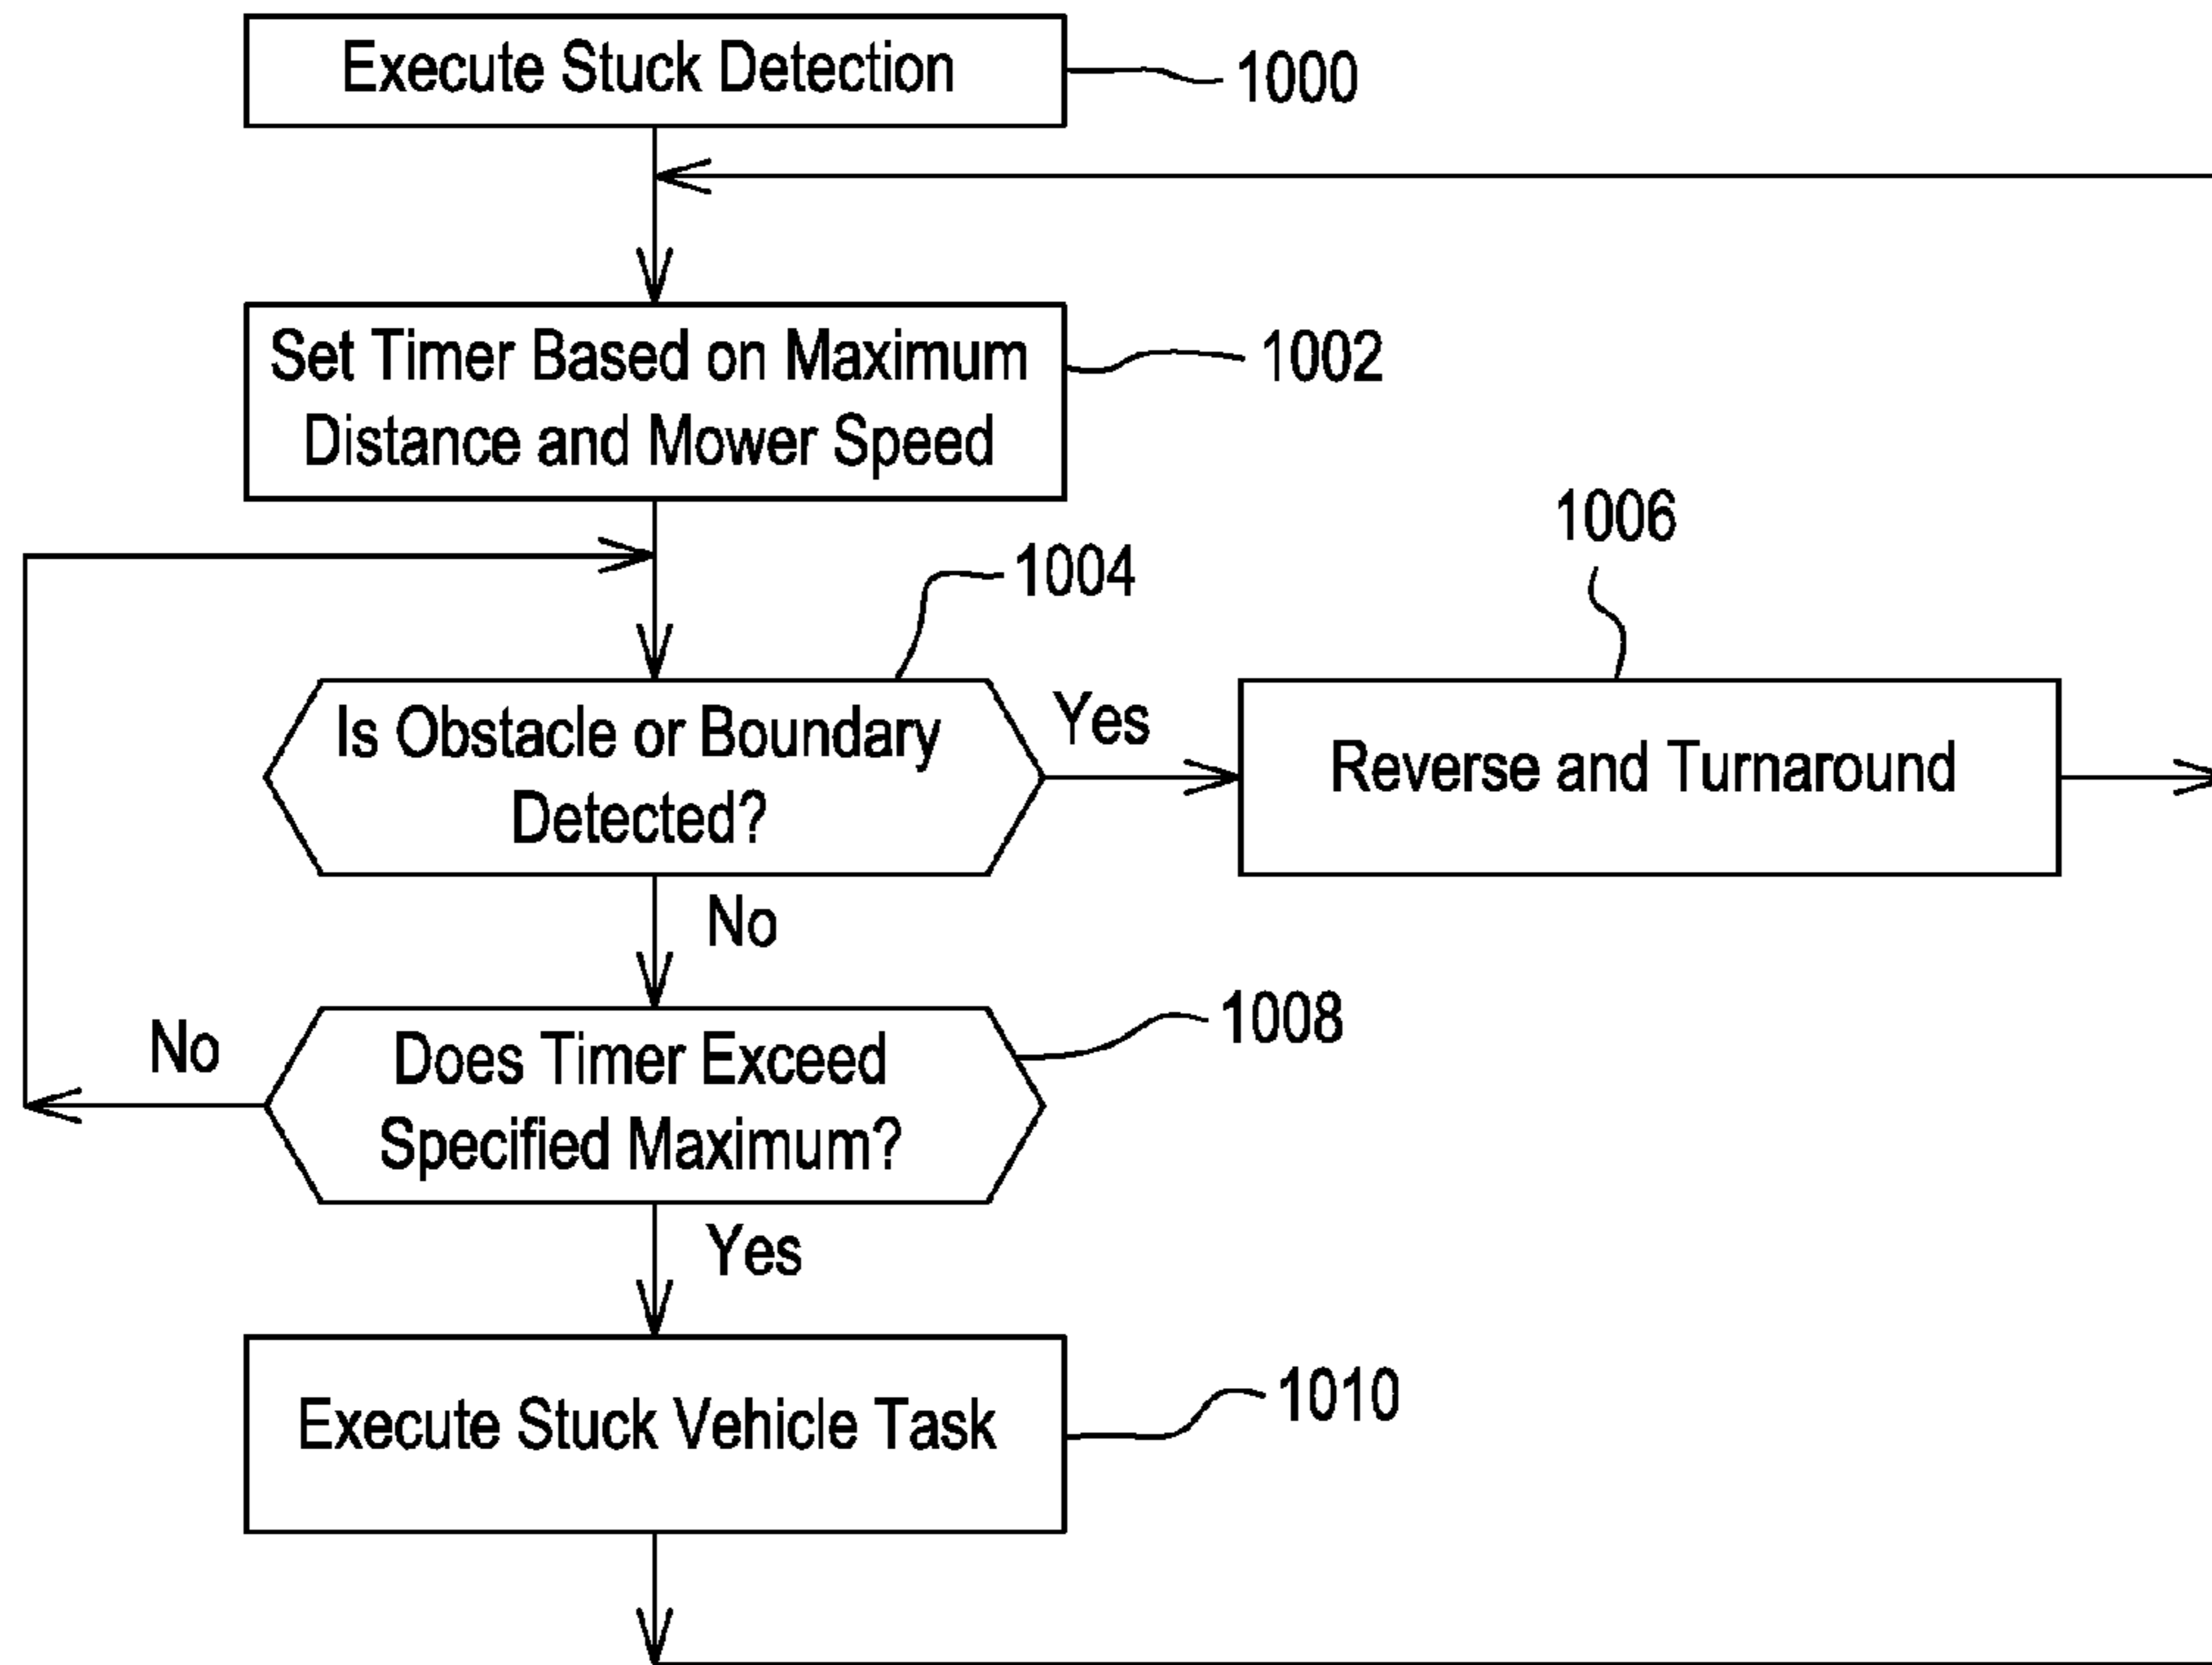 Execute Stuck Detection
1000
Set Timer Based on Maximum
Distance and Mower Speed
1002
1006
1004
Is Obstacle or Boundary
Detected?
Yes
Reverse and Turnaround
No
1008
Does Timer Exceed
Specified Maximum?
No
Yes
Execute Stuck Vehicle Task
1010